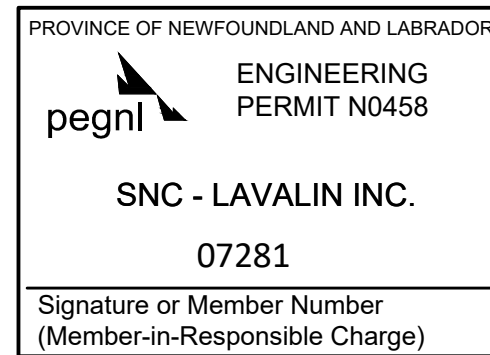 PROVINCE OF NEWFOUNDLAND AND LABRADOR
pegnl
ENGINEERING
PERMIT N0458
SNC - LAVALIN INC.
07281
Signature or Member Number
(Member-in-Responsible Charge)